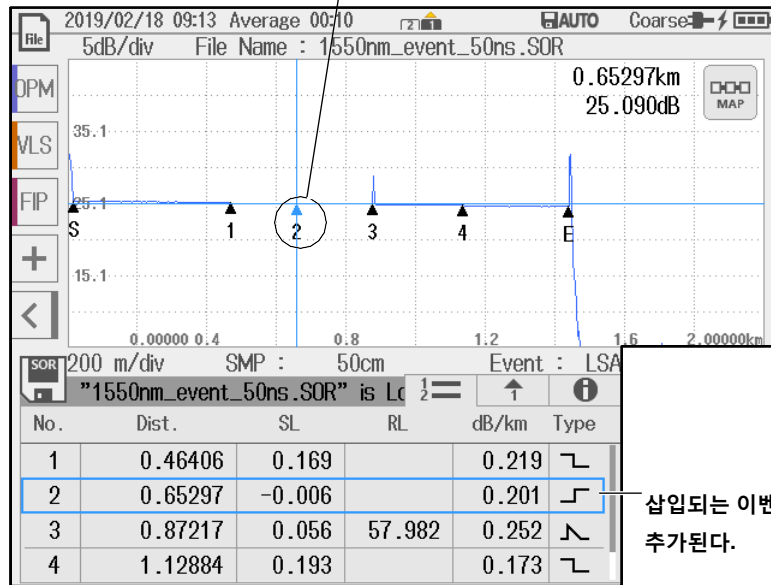 2019/02/18 09:13 Average 00:10 2 1 AUTO Coarse
File
5dB/div File Name : 1550nm_event_50ns.SOR
0.65297km
25.090dB
MAP
OPM
VLS
FIP
35.1
25.1
15.1
S 1 2 3 4 E
0.00000 0.4 0.8 1.2 1.6 2.00000km
SOR
200 m/div SMP : 50cm Event : LSA
"1550nm_event_50ns.SOR" is Lo
1
2
1
No. Dist. SL RL dB/km Type
1 0.46406 0.169 0.219
2 0.65297 -0.006 0.201
3 0.87217 0.056 57.982 0.252
4 1.12884 0.193 0.173
삽입되는
추가된다.